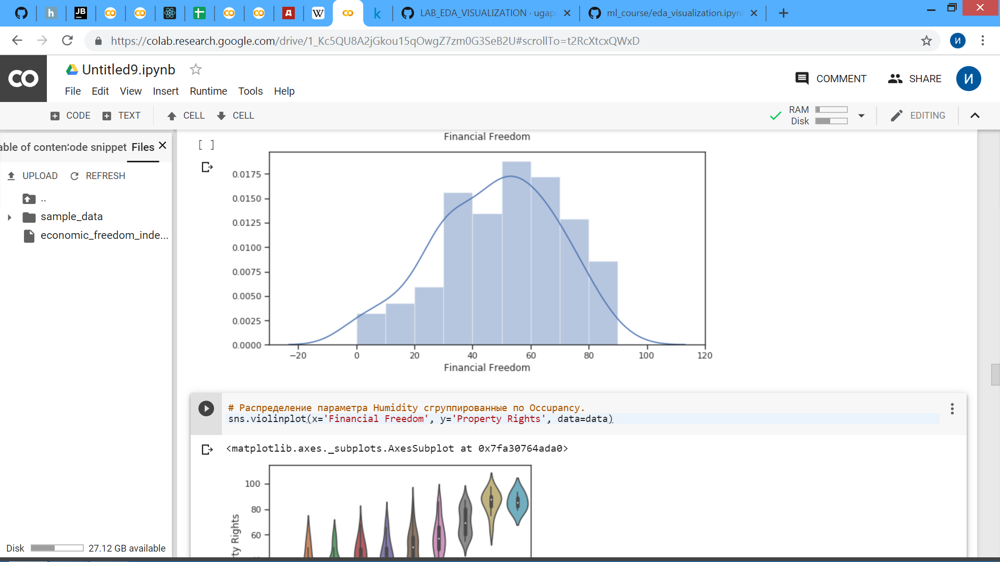 h
JB
Д
W
k
LAB_EDA_VISUALIZATION · ugap
ml_course/eda_visualization.ipyn
https://colab.research.google.com/drive/1_Kc5QU8A2jGkou15qOwgZ7zm0G3SeB2U#scrollTo=t2RcXtcxQWxD
И
CO
Untitled9.ipynb
COMMENT
SHARE
И
File Edit View Insert Runtime Tools Help
CODE TEXT CELL CELL
RAM
Disk
EDITING
able of conten ode snippet Files
UPLOAD REFRESH
..
sample_data
economic_freedom_inde...
Disk 27.12 GB available
[ ]
Financial Freedom
0.0175
0.0150
0.0125
0.0100
0.0075
0.0050
0.0025
0.0000
−20 0 20 40 60 80 100 120
Financial Freedom
# Распределение параметра Humidity сгруппированные по Occupancy.
sns.violinplot(x='Financial Freedom', y='Property Rights', data=data)
<matplotlib.axes._subplots.AxesSubplot at 0x7fa30764ada0>
100
80
60
ty Rights